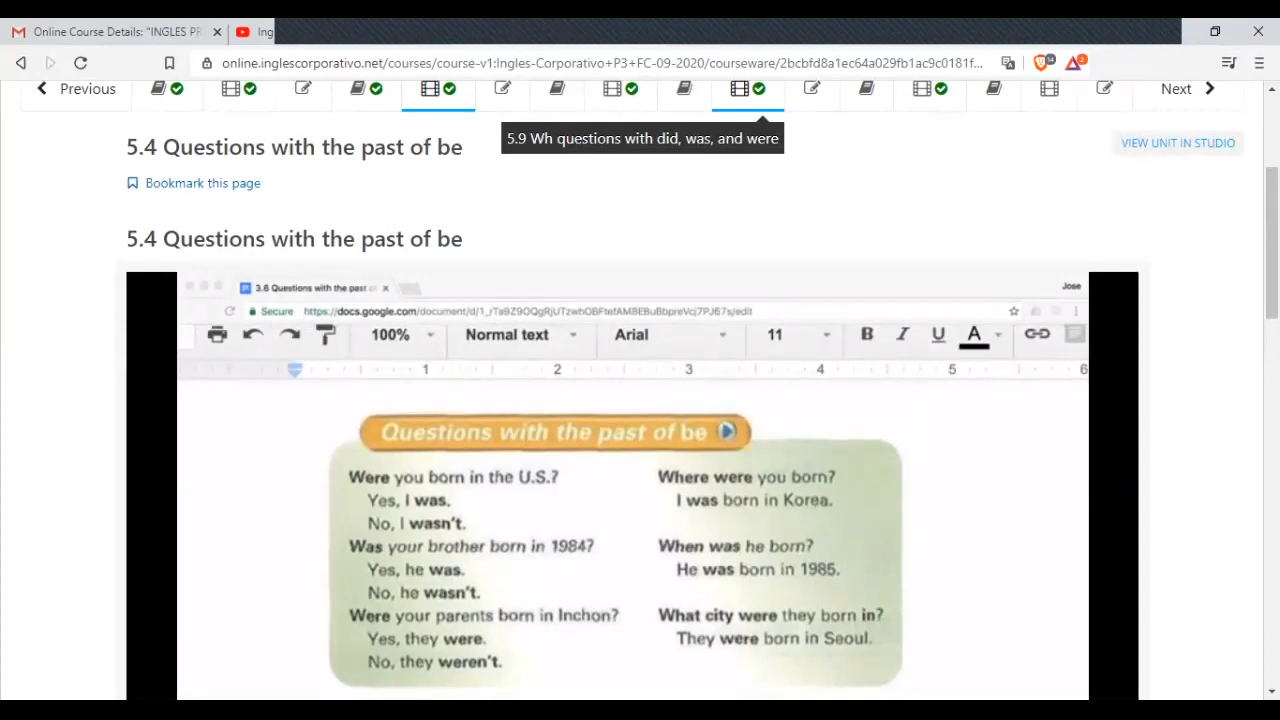 Online Course Details: "INGLES PR
Ing
online.inglescorporativo.net/courses/course-v1:Ingles-Corporativo+P3+FC-09-2020/courseware/2bcbfd8a1ec64a029fb1ac9c0181f...
14
2
Previous
Next
5.9 Wh questions with did, was, and were
5.4 Questions with the past of be
VIEW UNIT IN STUDIO
Bookmark this page
5.4 Questions with the past of be
3.6 Questions with the past
Jose
Secure
100% Normal text Arial 11 B I U A
1 2 3 4 5 6
Questions with the past of be
Were you born in the U.S.?
Yes, I was.
No, I wasn't.
Was your brother born in 1984?
Yes, he was.
No, he wasn't.
Were your parents born in Inchon?
Yes, they were.
No, they weren't.
Where were you born?
I was born in Korea.
When was he born?
He was born in 1985.
What city were they born in?
They were born in Seoul.